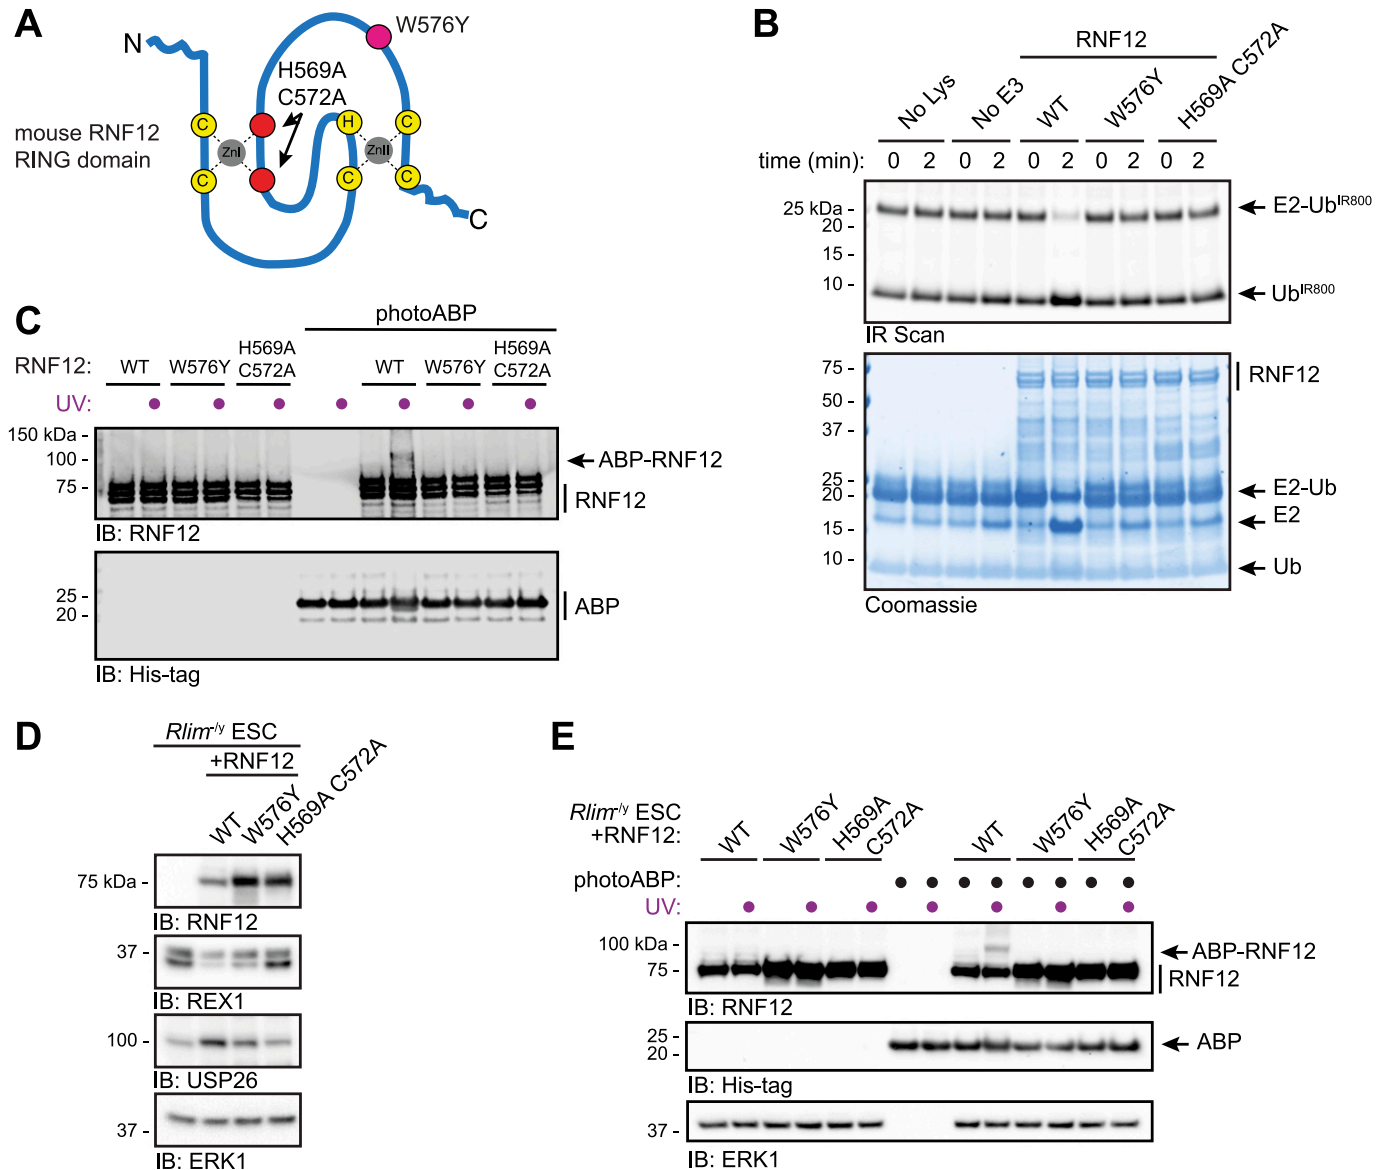 A
N
W576Y
H569A
C572A
mouse RNF12
RING domain
C
H
C
ZnI
ZnII
C
C
C
C
B
RNF12
No Lys
No E3
WT
W576Y
H569A C572A
time (min): 0 2 0 2 0 2 0 2 0 2
25 kDa -
20 -
15 -
10 -
E2-Ub^IR800
Ub^IR800
IR Scan
75 -
50 -
37 -
25 -
20 -
15 -
10 -
RNF12
E2-Ub
E2
Ub
Coomassie
C
photoABP
RNF12: WT W576Y H569A C572A WT W576Y H569A C572A
UV:
150 kDa -
100 -
75 -
ABP-RNF12
RNF12
IB: RNF12
25 -
20 -
ABP
IB: His-tag
D
Rlim^-/y ESC
+RNF12
WT
W576Y
H569A C572A
75 kDa -
IB: RNF12
37 -
IB: REX1
100 -
IB: USP26
37 -
IB: ERK1
E
Rlim^-/y ESC
+RNF12:
WT
W576Y
H569A
C572A
WT
W576Y
H569A
C572A
photoABP:
UV:
100 kDa -
75 -
ABP-RNF12
RNF12
IB: RNF12
25 -
20 -
ABP
IB: His-tag
37 -
IB: ERK1